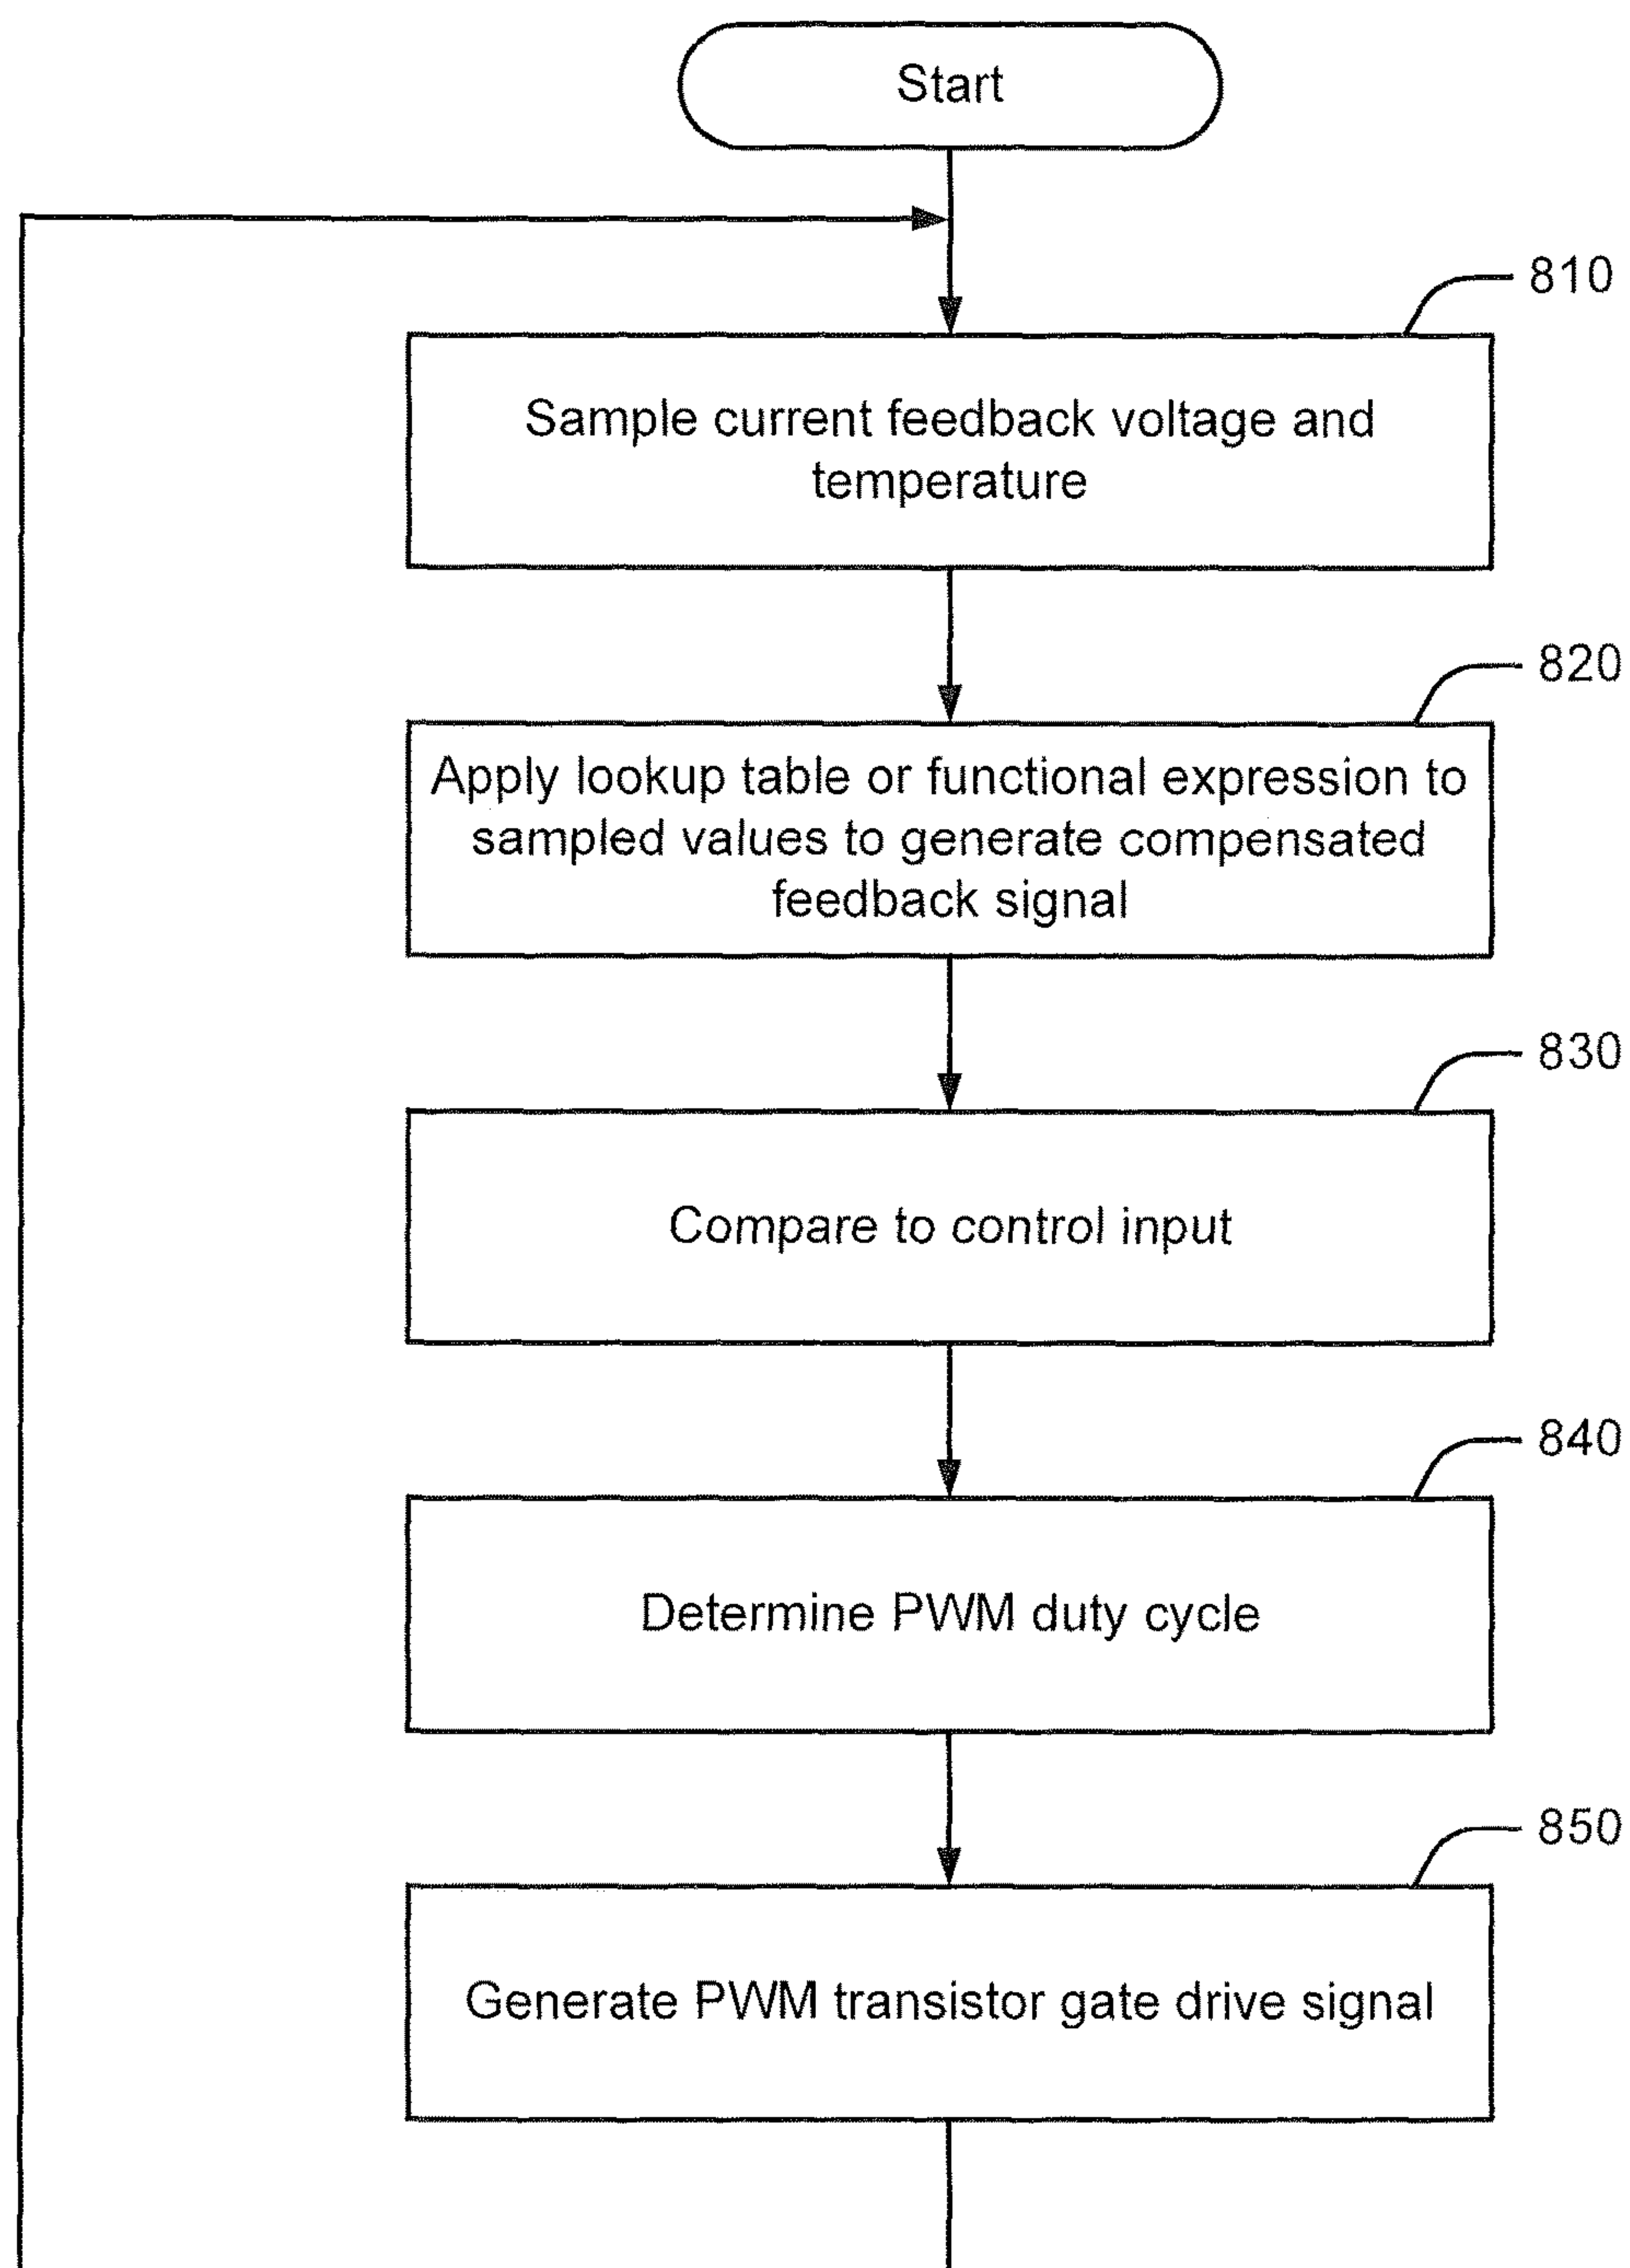 Start
810
Sample current feedback voltage and
temperature
820
Apply lookup table or functional expression to
sampled values to generate compensated
feedback signal
830
Compare to control input
840
Determine PWM duty cycle
850
Generate PWM transistor gate drive signal